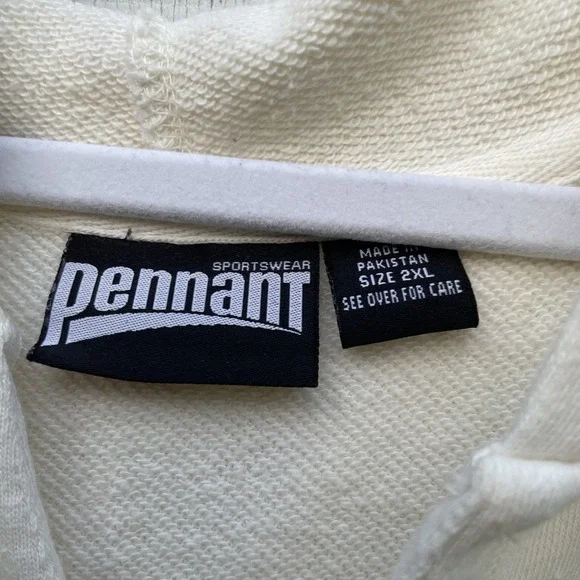 SPORTSWEAR
pennant
MADE IN
PAKISTAN
SIZE 2XL
SEE OVER FOR CARE